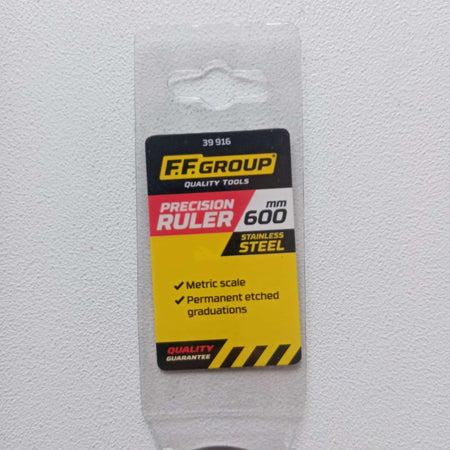 39 916
F.F. GROUP®
QUALITY TOOLS
PRECISION
RULER
mm
600
STAINLESS
STEEL
✓ Metric scale
✓ Permanent etched
graduations
QUALITY
GUARANTEE